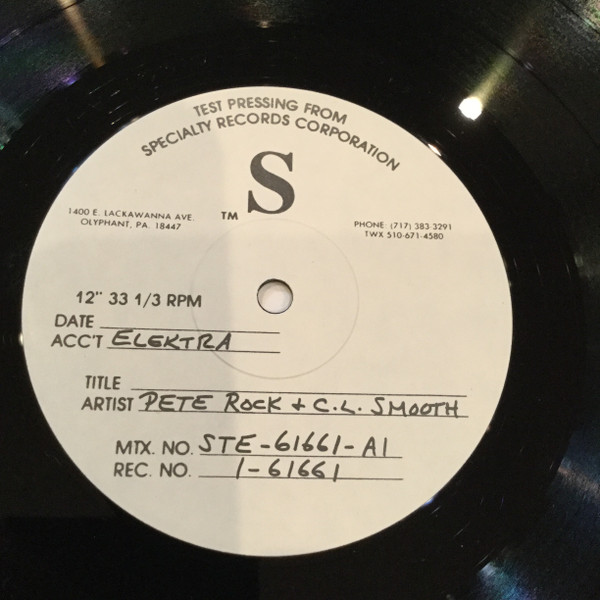 TEST PRESSING FROM
SPECIALTY RECORDS CORPORATION
S
TM
1400 E. LACKAWANNA AVE.
OLYPHANT, PA. 18447
PHONE: (717) 383-3291
TWX 510-671-4580
12" 33 1/3 RPM
DATE
ACC'T ELEKTRA
TITLE
ARTIST PETE ROCK + C.L. SMOOTH
MTX. NO. STE-61661-A1
REC. NO. 1-61661